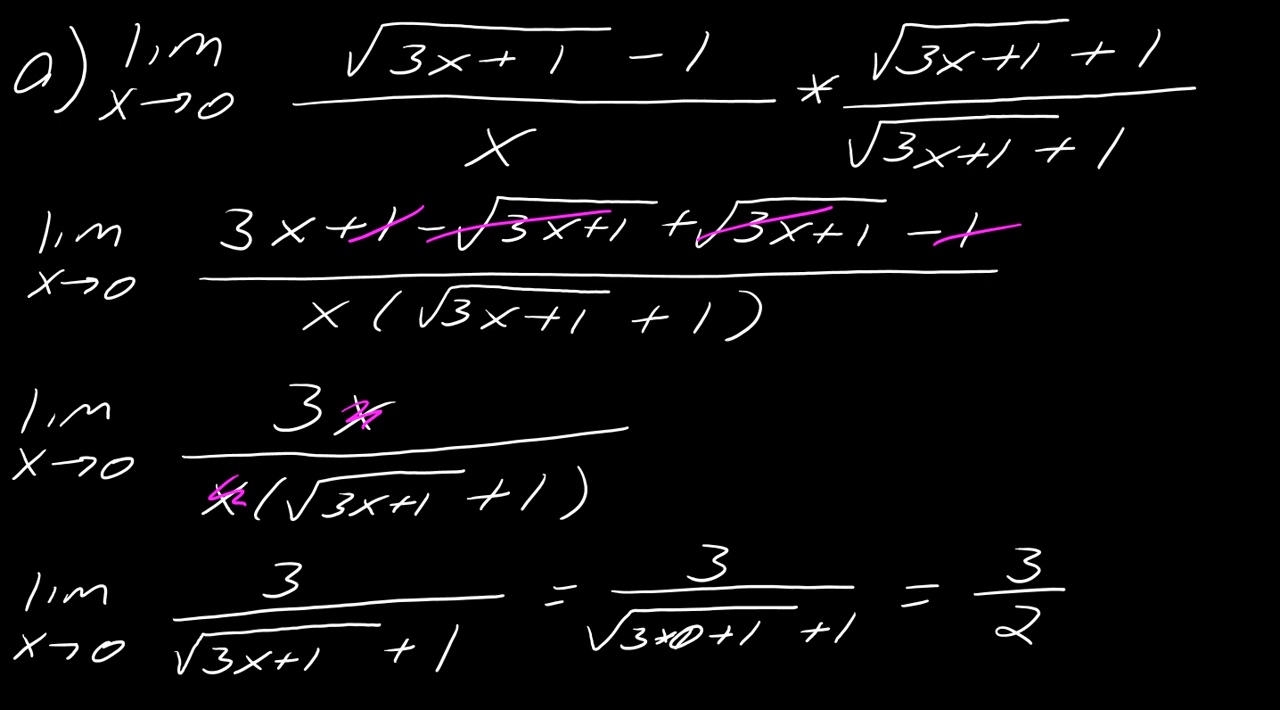 a) lim x→0 (√(3x+1) - 1)/x * (√(3x+1) + 1)/(√(3x+1) + 1)
lim x→0 (3x+1 - √(3x+1) + √(3x+1) - 1)/(x(√(3x+1) + 1))
lim x→0 3x/(x(√(3x+1) + 1))
lim x→0 3/(√(3x+1) + 1) = 3/(√(3*0+1) + 1) = 3/2